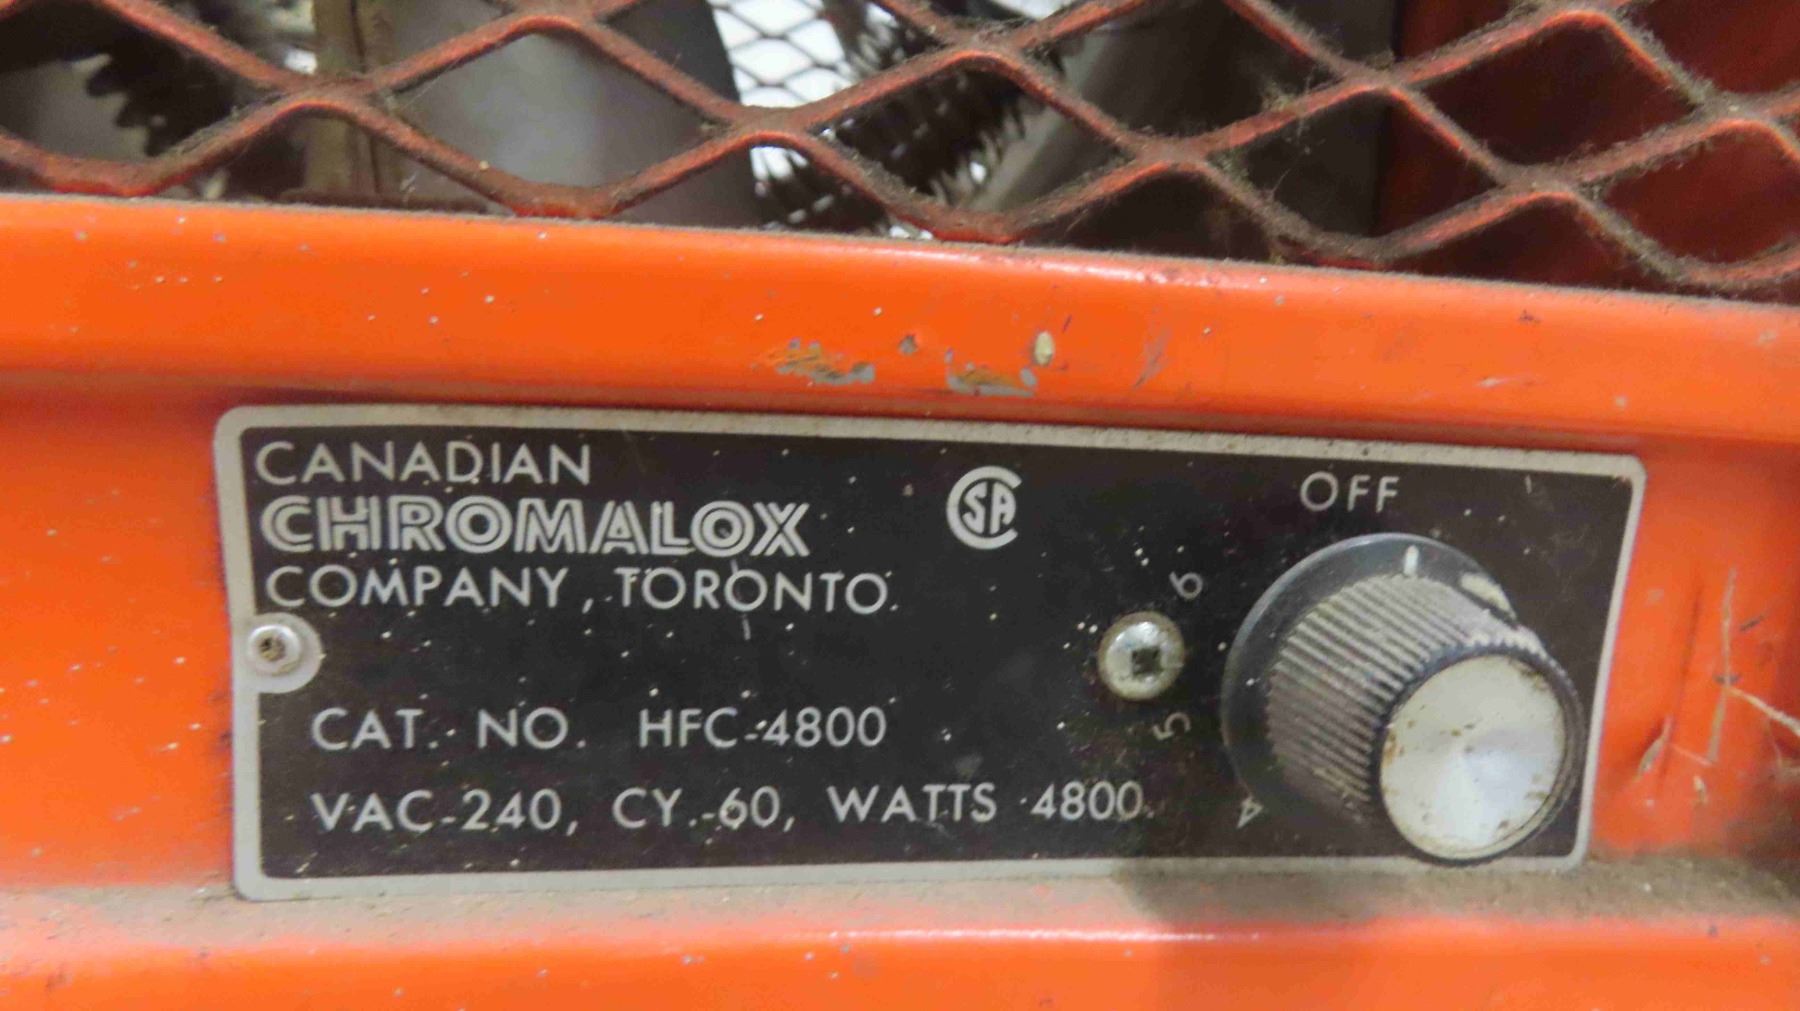 CANADIAN
CHROMALOX
COMPANY, TORONTO.
CSA
OFF
6
5
4
CAT. NO. HFC-4800
VAC-240, CY.-60, WATTS 4800